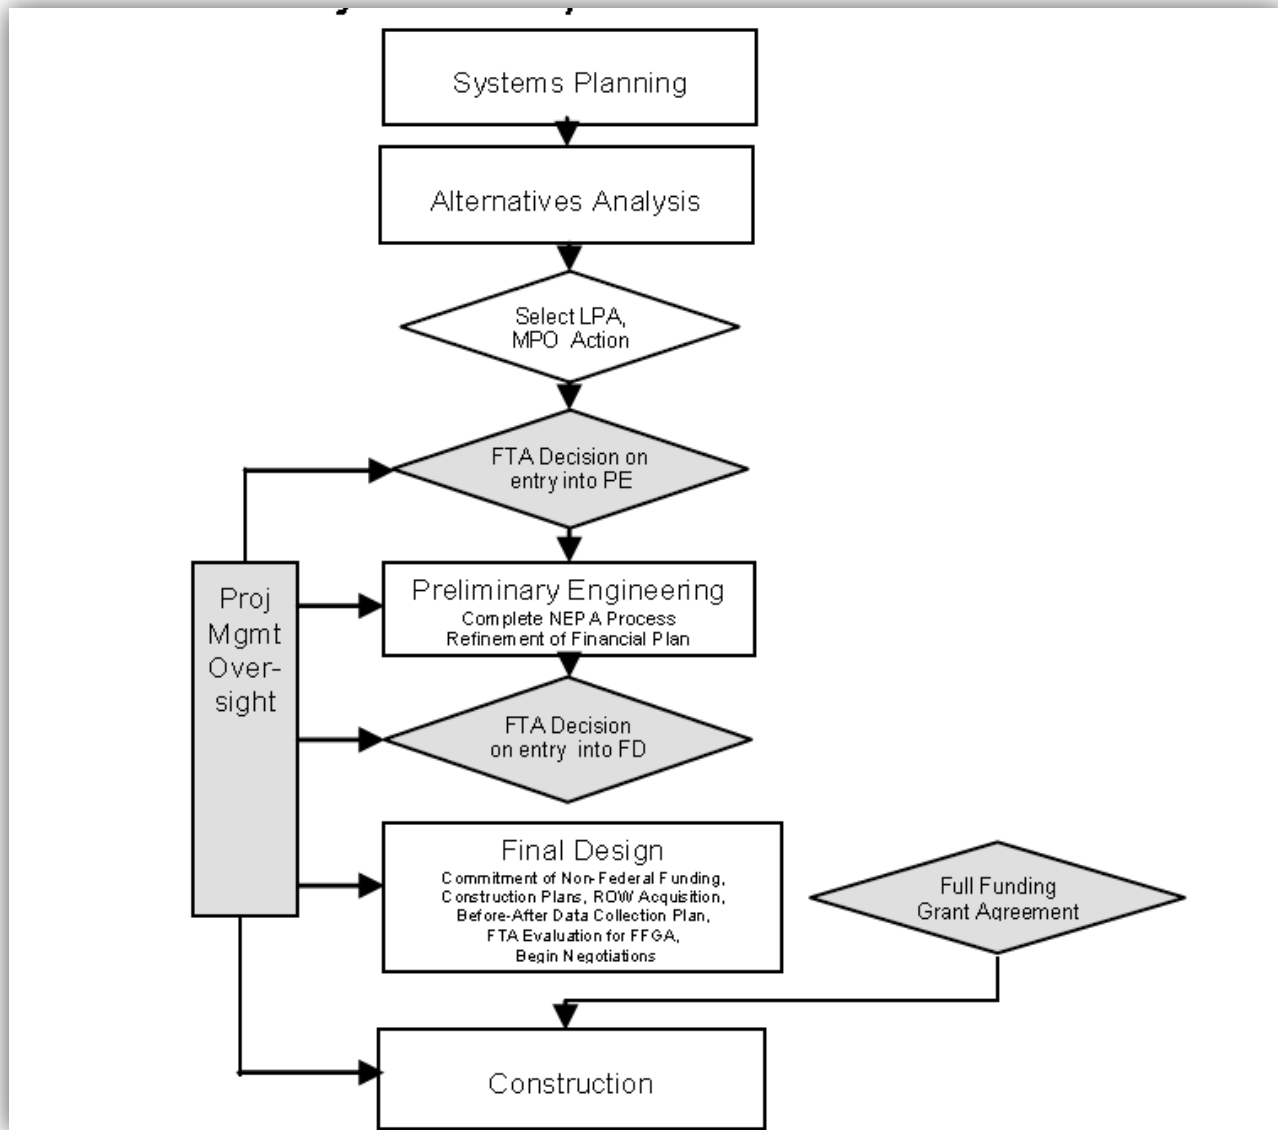 Systems Planning
Alternatives Analysis
Select LPA,
MPO Action
FTA Decision on
entry into PE
Proj
Mgmt
Over-
sight
Preliminary Engineering
Complete NEPA Process
Refinement of Financial Plan
FTA Decision
on entry into FD
Final Design
Commitment of Non-Federal Funding,
Construction Plans, ROW Acquisition,
Before-After Data Collection Plan,
FTA Evaluation for FFGA,
Begin Negotiations
Full Funding
Grant Agreement
Construction